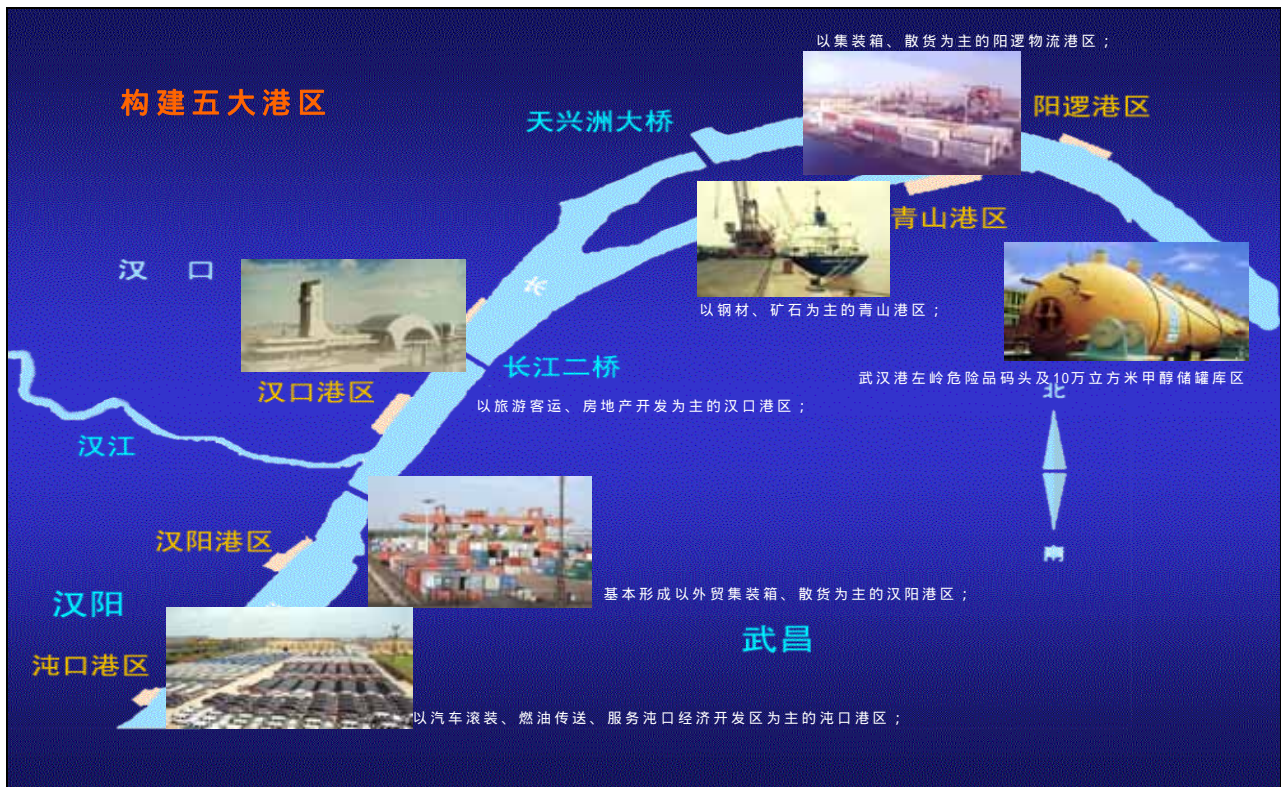 以集装箱、散货为主的阳逻物流港区；
构建五大港区
天兴洲大桥
阳逻港区
青山港区
汉 口
长
以钢材、矿石为主的青山港区；
长江二桥
武汉港左岭危险品码头及10万立方米甲醇储罐库区
汉口港区
北
以旅游客运、房地产开发为主的汉口港区；
汉江
汉阳港区
南
基本形成以外贸集装箱、散货为主的汉阳港区；
汉阳
武昌
沌口港区
以汽车滚装、燃油传送、服务沌口经济开发区为主的沌口港区；